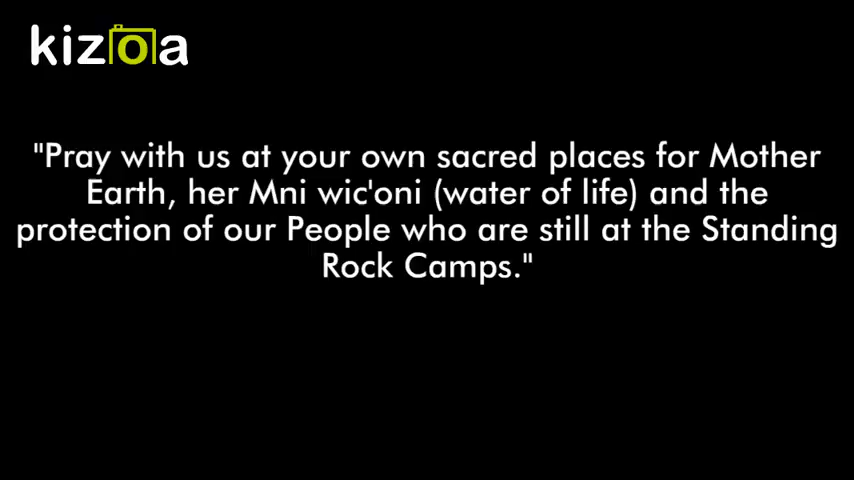 kizoa
"Pray with us at your own sacred places for Mother
Earth, her Mni wic'oni (water of life) and the
protection of our People who are still at the Standing
Rock Camps."